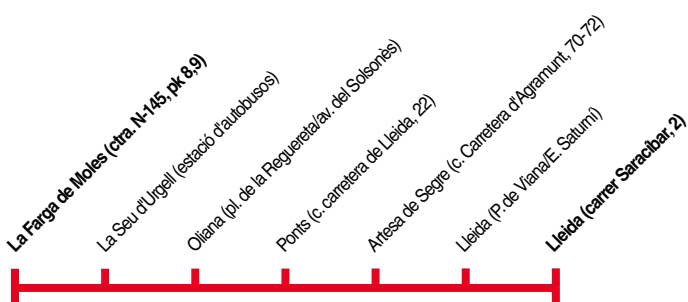 La Farga de Moles (ctra. N-145, pk 8,9)
La Seu d'Urgell (estació d'autobusos)
Oliana (pl. de la Reguereta/av. del Solsonès)
Ponts (c. carretera de Lleida, 22)
Artesa de Segre (c. Carretera d'Agramunt, 70-72)
Lleida (P. de Viana/E. Saturní)
Lleida (carrer Saracíbar, 2)